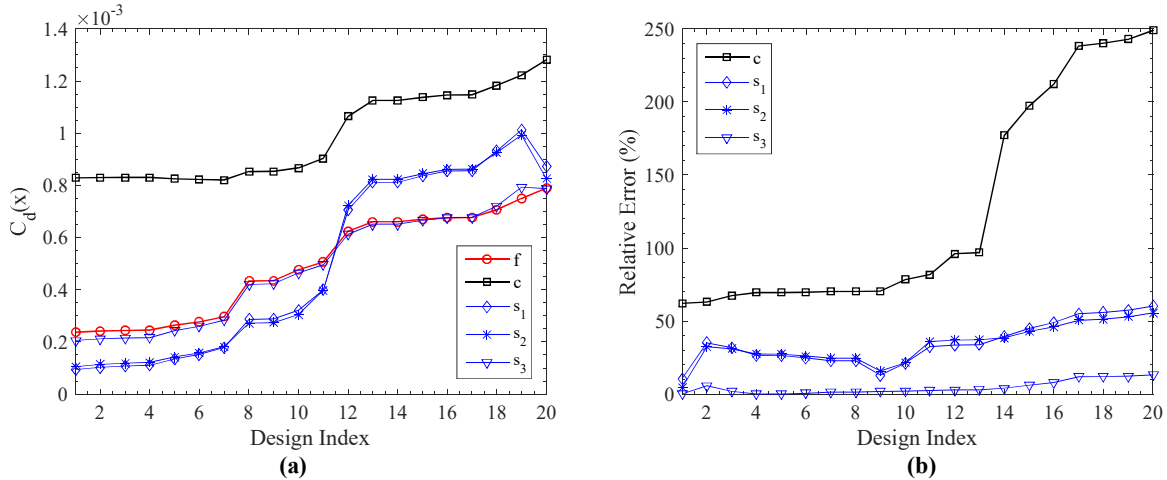 ×10⁻³
1.4
1.2
1
0.8
0.6
0.4
0.2
0
C_d(x)
f
c
s₁
s₂
s₃
2 4 6 8 10 12 14 16 18 20
Design Index
(a)
250
200
150
100
50
0
Relative Error (%)
c
s₁
s₂
s₃
2 4 6 8 10 12 14 16 18 20
Design Index
(b)